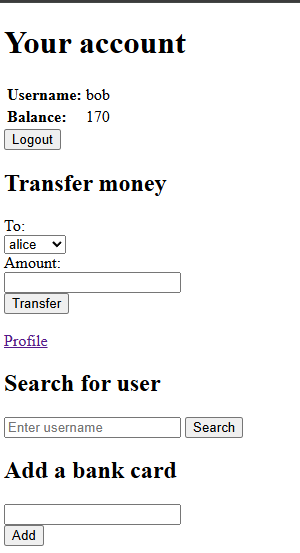 Your account
Username: bob
Balance: 170
Logout
Transfer money
To:
alice
Amount:
Transfer
Profile
Search for user
Enter username Search
Add a bank card
Add